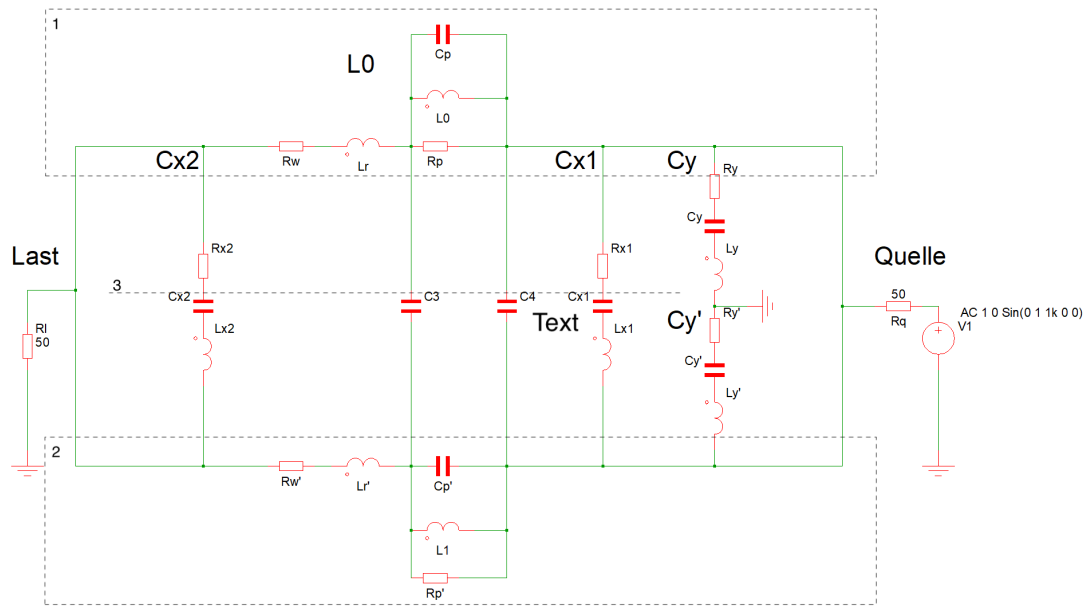 1
Cp
L0
L0
Rw
Lr
Rp
Cx2
Cx1
Cy
Ry
Cy
Ly
Rx2
Rx1
Last
Quelle
3
Cx2
C3
C4
Cx1
Lx2
Text
Lx1
Ry'
Cy'
Cy'
Ly'
Rl
50
50
Rq
AC 1 0 Sin(0 1 1k 0 0)
V1
2
Rw'
Lr'
Cp'
L1
Rp'